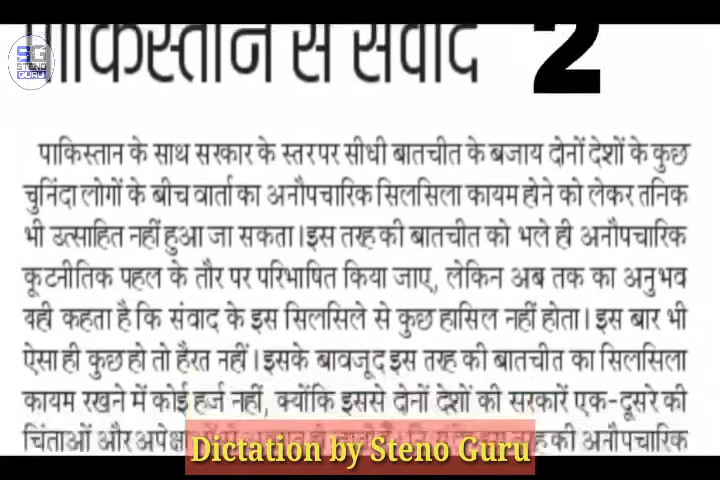 पाकिस्तान से संवाद 2
SG
STENO
GURU
पाकिस्तान के साथ सरकार के स्तर पर सीधी बातचीत के बजाय दोनों देशों के कुछ
चुनिंदा लोगों के बीच वार्ता का अनौपचारिक सिलसिला कायम होने को लेकर तनिक
भी उत्साहित नहीं हुआ जा सकता। इस तरह की बातचीत को भले ही अनौपचारिक
कूटनीतिक पहल के तौर पर परिभाषित किया जाए, लेकिन अब तक का अनुभव
यही कहता है कि संवाद के इस सिलसिले से कुछ हासिल नहीं होता। इस बार भी
ऐसा ही कुछ हो तो हैरत नहीं। इसके बावजूद इस तरह की बातचीत का सिलसिला
कायम रखने में कोई हर्ज नहीं, क्योंकि इससे दोनों देशों की सरकारें एक-दूसरे की
चिंताओं और की अनौपचारिक
Dictation by Steno Guru